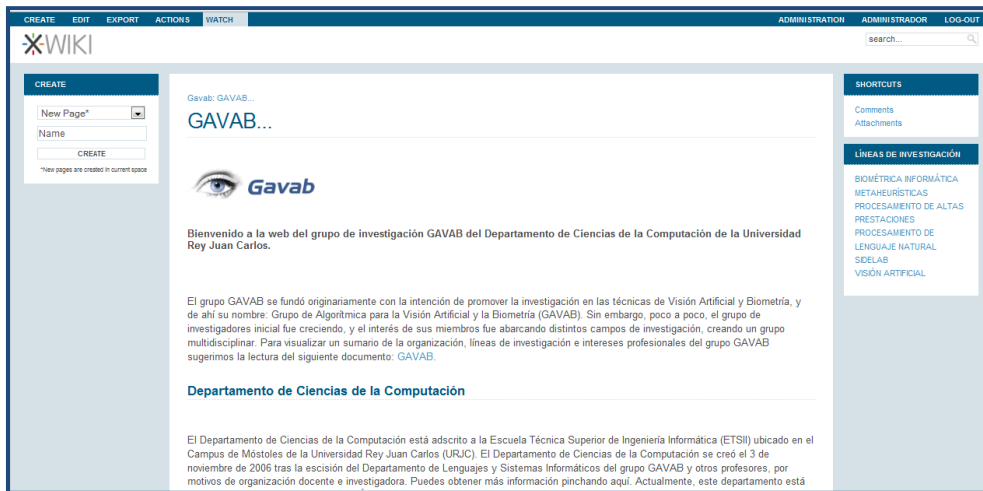 CREATE EDIT EXPORT ACTIONS WATCH ADMINISTRATION ADMINISTRADOR LOG-OUT
XWIKI
search...
CREATE
New Page*
Name
CREATE
*New pages are created in current space
Gavab: GAVAB...
GAVAB...
Gavab
Bienvenido a la web del grupo de investigación GAVAB del Departamento de Ciencias de la Computación de la Universidad
Rey Juan Carlos.
El grupo GAVAB se fundó originariamente con la intención de promover la investigación en las técnicas de Visión Artificial y Biometría, y
de ahí su nombre: Grupo de Algorítmica para la Visión Artificial y la Biometría (GAVAB). Sin embargo, poco a poco, el grupo de
investigadores inicial fue creciendo, y el interés de sus miembros fue abarcando distintos campos de investigación, creando un grupo
multidisciplinar. Para visualizar un sumario de la organización, líneas de investigación e intereses profesionales del grupo GAVAB
sugerimos la lectura del siguiente documento: GAVAB.
Departamento de Ciencias de la Computación
El Departamento de Ciencias de la Computación está adscrito a la Escuela Técnica Superior de Ingeniería Informática (ETSII) ubicado en el
Campus de Móstoles de la Universidad Rey Juan Carlos (URJC). El Departamento de Ciencias de la Computación se creó el 3 de
noviembre de 2006 tras la escisión del Departamento de Lenguajes y Sistemas Informáticos del grupo GAVAB y otros profesores, por
motivos de organización docente e investigadora. Puedes obtener más información pinchando aquí. Actualmente, este departamento está
SHORTCUTS
Comments
Attachments
LÍNEAS DE INVESTIGACIÓN
BIOMÉTRICA INFORMÁTICA
METAHEURÍSTICAS
PROCESAMIENTO DE ALTAS
PRESTACIONES
PROCESAMIENTO DE
LENGUAJE NATURAL
SIDELAB
VISIÓN ARTIFICIAL